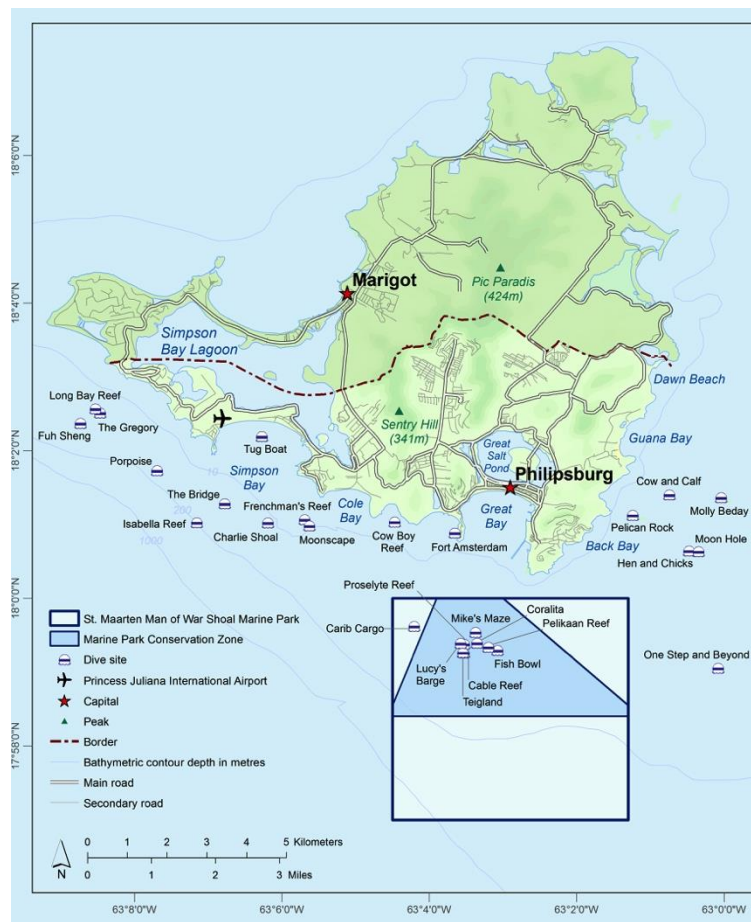 18°6'0"N
Marigot
Pic Paradis
(424m)
18°4'0"N
Simpson
Bay Lagoon
Dawn Beach
Long Bay Reef
The Gregory
Fuh Sheng
Sentry Hill
(341m)
Guana Bay
18°2'0"N
Tug Boat
Great
Salt
Pond
Porpoise
10
Simpson
Bay
Philipsburg
Cow and Calf
The Bridge
Frenchman's Reef
Cole
Bay
Great
Bay
Molly Beday
200
Isabella Reef
Charlie Shoal
Moonscape
Cow Boy
Reef
Fort Amsterdam
Pelican Rock
1000
Back Bay
Moon Hole
Hen and Chicks
18°0'0"N
Proselyte Reef
Coralita
Mike's Maze
Pelikaan Reef
Carib Cargo
Lucy's
Barge
Fish Bowl
Cable Reef
Teigland
One Step and Beyond
St. Maarten Man of War Shoal Marine Park
Marine Park Conservation Zone
Dive site
Princess Juliana International Airport
Capital
Peak
Border
17°58'0"N
Bathymetric contour depth in metres
Main road
Secondary road
0 1 2 3 4 5 Kilometers
0 1 2 3 Miles
N
63°8'0"W 63°6'0"W 63°4'0"W 63°2'0"W 63°0'0"W